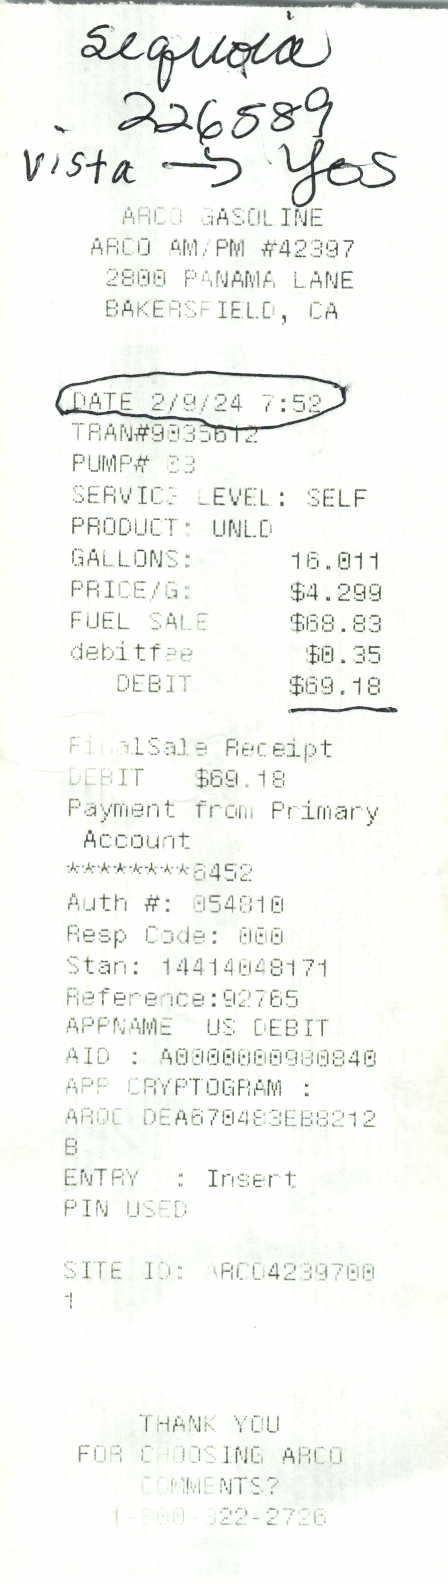 sequoia
226589
vista → Yes
ARCO GASOLINE
ARCO AM/PM #42397
2800 PANAMA LANE
BAKERSFIELD, CA
DATE 2/9/24 7:52
TRAN#9035612
PUMP# 03
SERVICE LEVEL: SELF
PRODUCT: UNLD
GALLONS: 16.011
PRICE/G: $4.299
FUEL SALE $68.83
debitfee $0.35
DEBIT $69.18
FinalSale Receipt
DEBIT $69.18
Payment from Primary
Account
********6452
Auth #: 054810
Resp Code: 000
Stan: 14414048171
Reference:92765
APPNAME US DEBIT
AID : A0000000980840
APP CRYPTOGRAM :
ARQC DEA670483EB8212
B
ENTRY : Insert
PIN USED
SITE ID: ARCO4239700
1
THANK YOU
FOR CHOOSING ARCO
COMMENTS?
1-800-322-2726